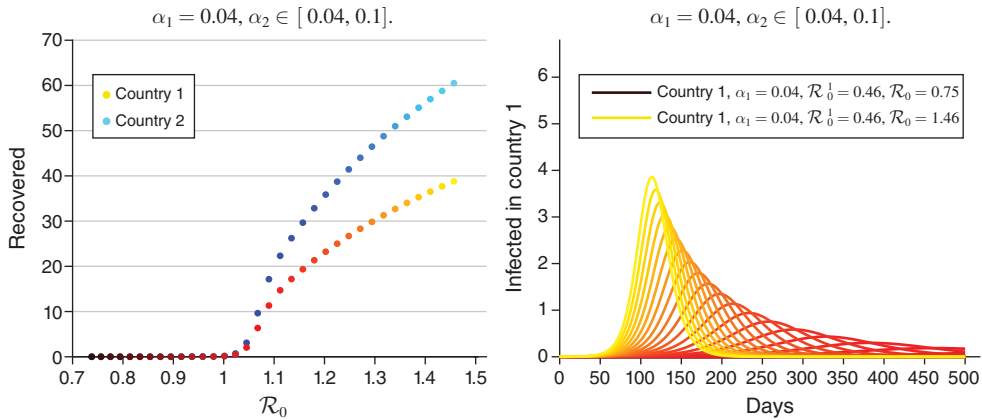 α₁ = 0.04, α₂ ∈ [ 0.04, 0.1].
70
60
50
40
30
20
10
0
Recovered
Country 1
Country 2
0.7 0.8 0.9 1 1.1 1.2 1.3 1.4 1.5
ℛ₀
α₁ = 0.04, α₂ ∈ [ 0.04, 0.1].
6
5
4
3
2
1
0
Infected in country 1
Country 1, α₁ = 0.04, ℛ₀¹ = 0.46, ℛ₀ = 0.75
Country 1, α₁ = 0.04, ℛ₀¹ = 0.46, ℛ₀ = 1.46
0 50 100 150 200 250 300 350 400 450 500
Days